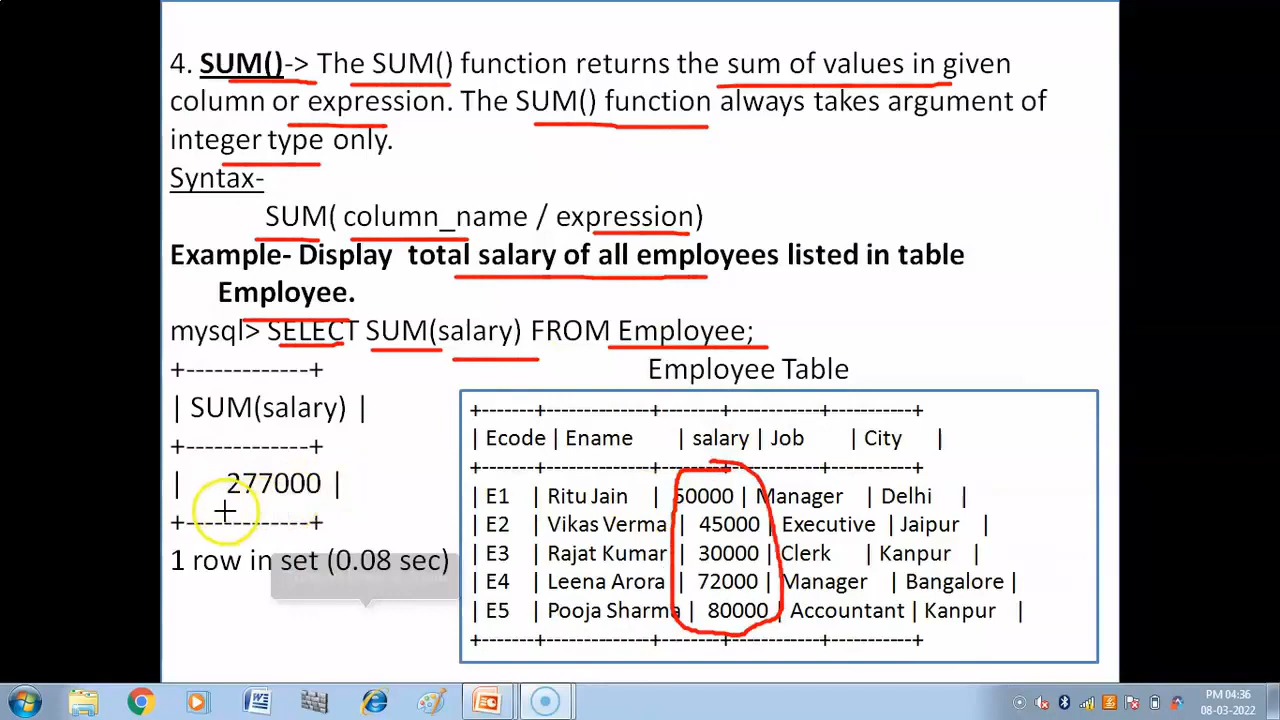 4. SUM()-> The SUM() function returns the sum of values in given
column or expression. The SUM() function always takes argument of
integer type only.
Syntax-
SUM( column_name / expression)
Example- Display total salary of all employees listed in table
Employee.
mysql> SELECT SUM(salary) FROM Employee;
+-------------+
| SUM(salary) |
+-------------+
| 277000 |
+-------------+
1 row in set (0.08 sec)
Employee Table
+-------+-------------+--------+------------+----------+
| Ecode | Ename | salary | Job | City |
+-------+-------------+--------+------------+----------+
| E1 | Ritu Jain | 50000 | Manager | Delhi |
| E2 | Vikas Verma | 45000 | Executive | Jaipur |
| E3 | Rajat Kumar | 30000 | Clerk | Kanpur |
| E4 | Leena Arora | 72000 | Manager | Bangalore |
| E5 | Pooja Sharma | 80000 | Accountant | Kanpur |
+-------+-------------+--------+------------+----------+
PM 04:36
08-03-2022